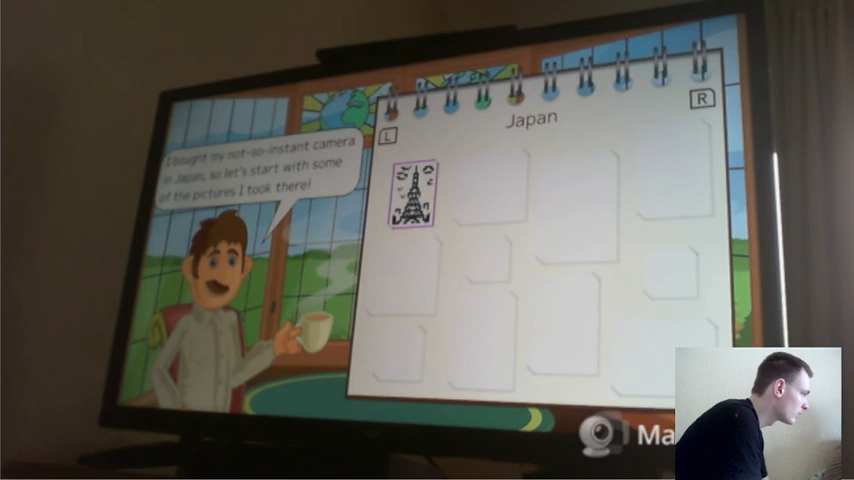 I bought my not-so-instant camera
in Japan, so let's start with some
of the pictures I took there!
L
Japan
R